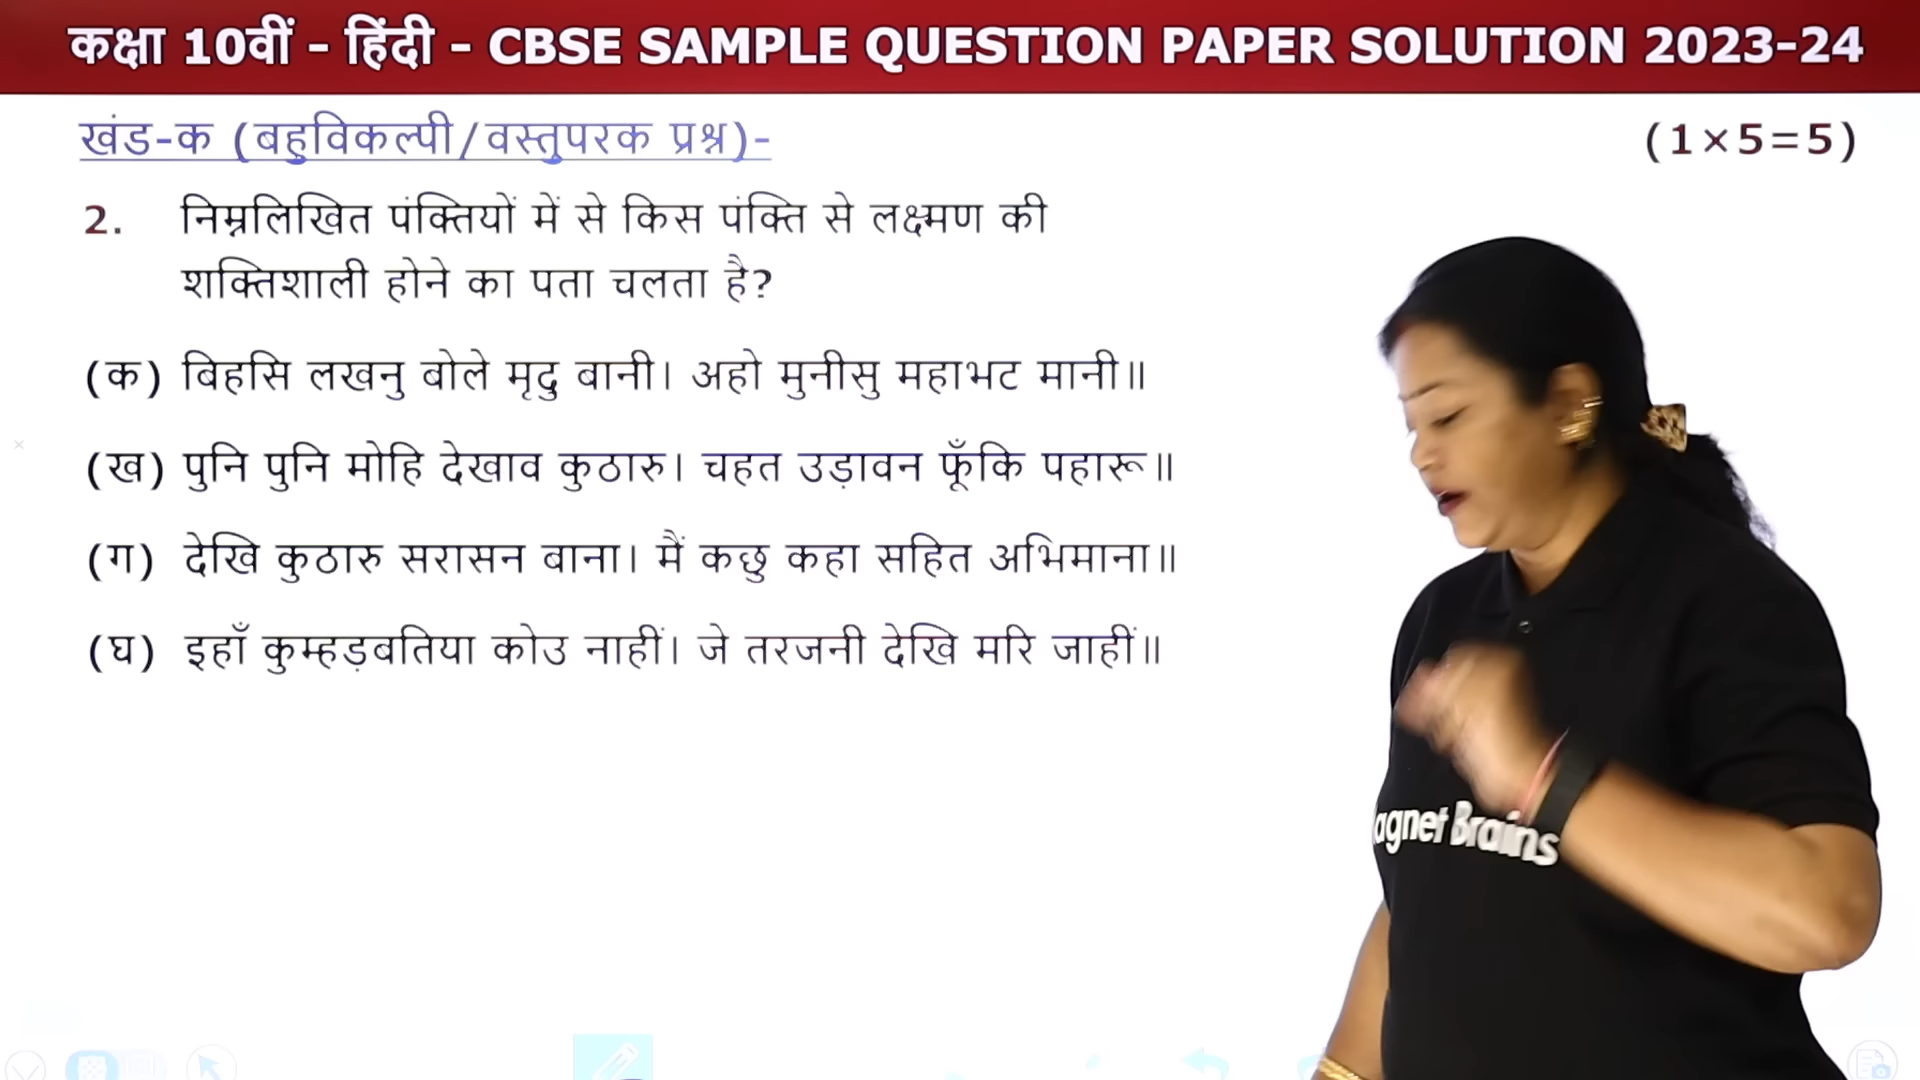 कक्षा 10वीं - हिंदी - CBSE SAMPLE QUESTION PAPER SOLUTION 2023-24
खंड-क (बहुविकल्पी/वस्तुपरक प्रश्न)- (1×5=5)
2. निम्नलिखित पंक्तियों में से किस पंक्ति से लक्ष्मण की
शक्तिशाली होने का पता चलता है?
(क) बिहसि लखनु बोले मृदु बानी। अहो मुनीसु महाभट मानी॥
(ख) पुनि पुनि मोहि देखाव कुठारु। चहत उड़ावन फूँकि पहारू॥
(ग) देखि कुठारु सरासन बाना। मैं कछु कहा सहित अभिमाना॥
(घ) इहाँ कुम्हड़बतिया कोउ नाहीं। जे तरजनी देखि मरि जाहीं॥
agnet Brains